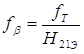 f_β = f_T / H_21Э